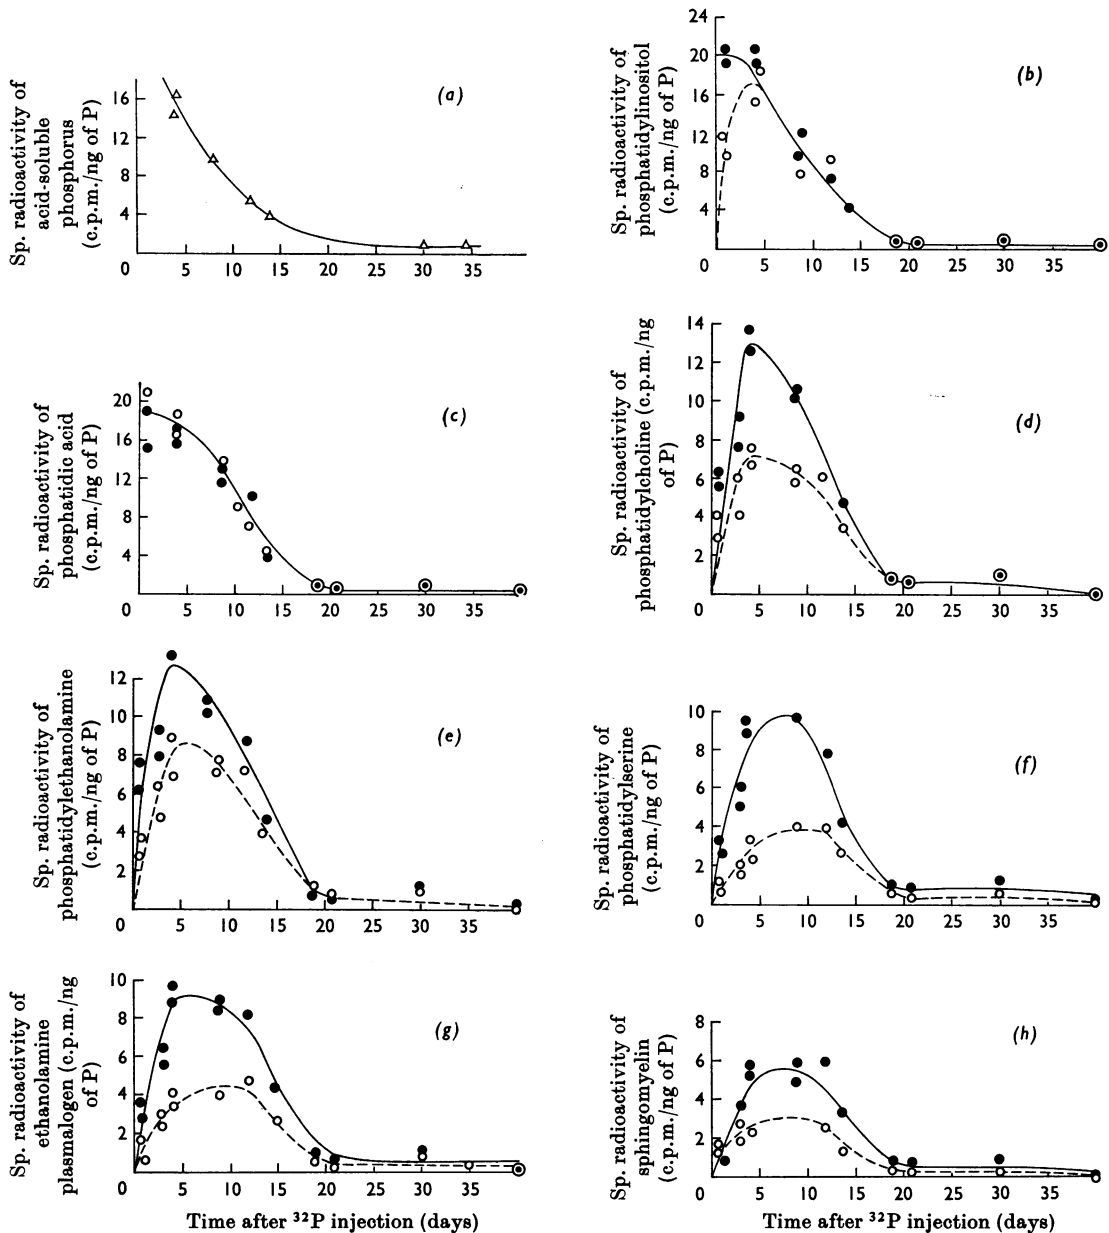 Sp. radioactivity of
acid-soluble
phosphorus
(c.p.m./ng of P)
16
12
8
4
0
5
10
15
20
25
30
35
(a)
Sp. radioactivity of
phosphatidylinositol
(c.p.m./ng of P)
24
20
16
12
8
4
0
5
10
15
20
25
30
35
(b)
Sp. radioactivity of
phosphatidic acid
(c.p.m./ng of P)
20
16
12
8
4
0
5
10
15
20
25
30
35
(c)
Sp. radioactivity of
phosphatidylcholine (c.p.m./ng
of P)
14
12
10
8
6
4
2
0
5
10
15
20
25
30
35
(d)
Sp. radioactivity of
phosphatidylethanolamine
(c.p.m./ng of P)
12
10
8
6
4
2
0
5
10
15
20
25
30
35
(e)
Sp. radioactivity of
phosphatidylserine
(c.p.m./ng of P)
10
8
6
4
2
0
5
10
15
20
25
30
35
(f)
Sp. radioactivity of
ethanolamine
plasmalogen (c.p.m./ng
of P)
10
8
6
4
2
0
5
10
15
20
25
30
35
(g)
Time after ³²P injection (days)
Sp. radioactivity of
sphingomyelin
(c.p.m./ng of P)
8
6
4
2
0
5
10
15
20
25
30
35
(h)
Time after ³²P injection (days)